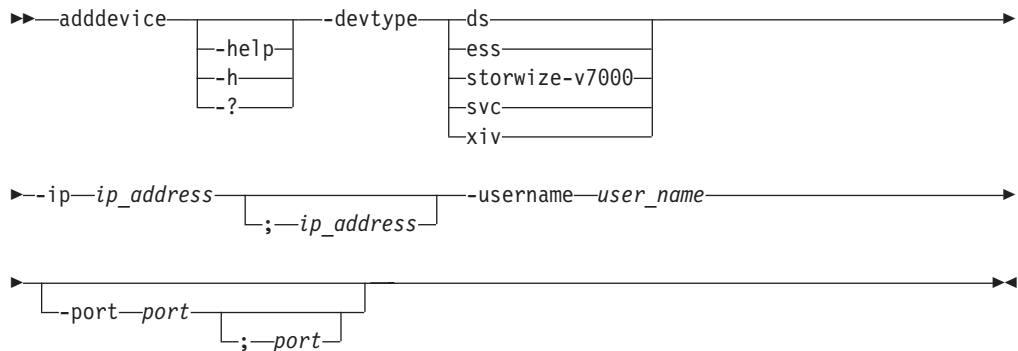 adddevice -devtype ds
-help ess
-h storwize-v7000
-? svc
xiv
-ip ip_address -username user_name
; ip_address
-port port
; port